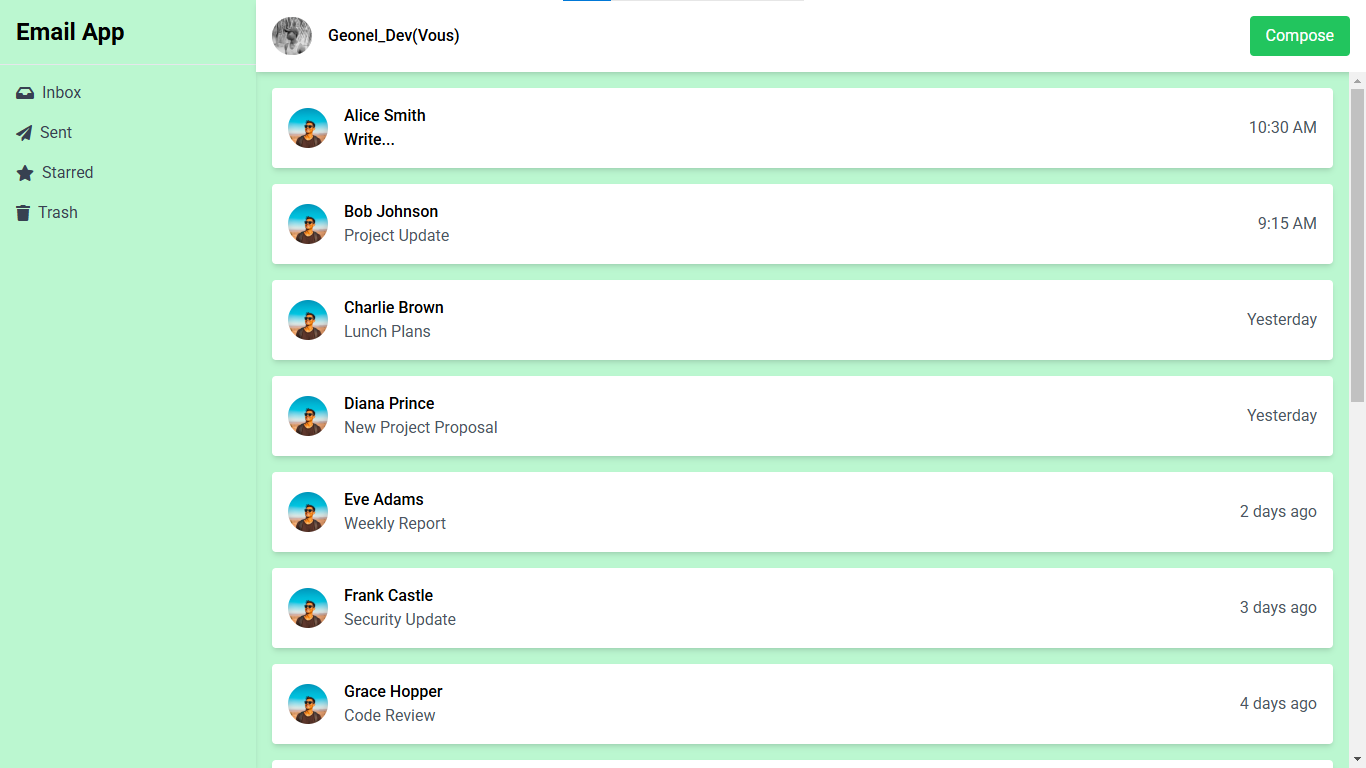 Email App
Inbox
Sent
Starred
Trash
Geonel_Dev(Vous)
Compose
Alice Smith
Write...
10:30 AM
Bob Johnson
Project Update
9:15 AM
Charlie Brown
Lunch Plans
Yesterday
Diana Prince
New Project Proposal
Yesterday
Eve Adams
Weekly Report
2 days ago
Frank Castle
Security Update
3 days ago
Grace Hopper
Code Review
4 days ago